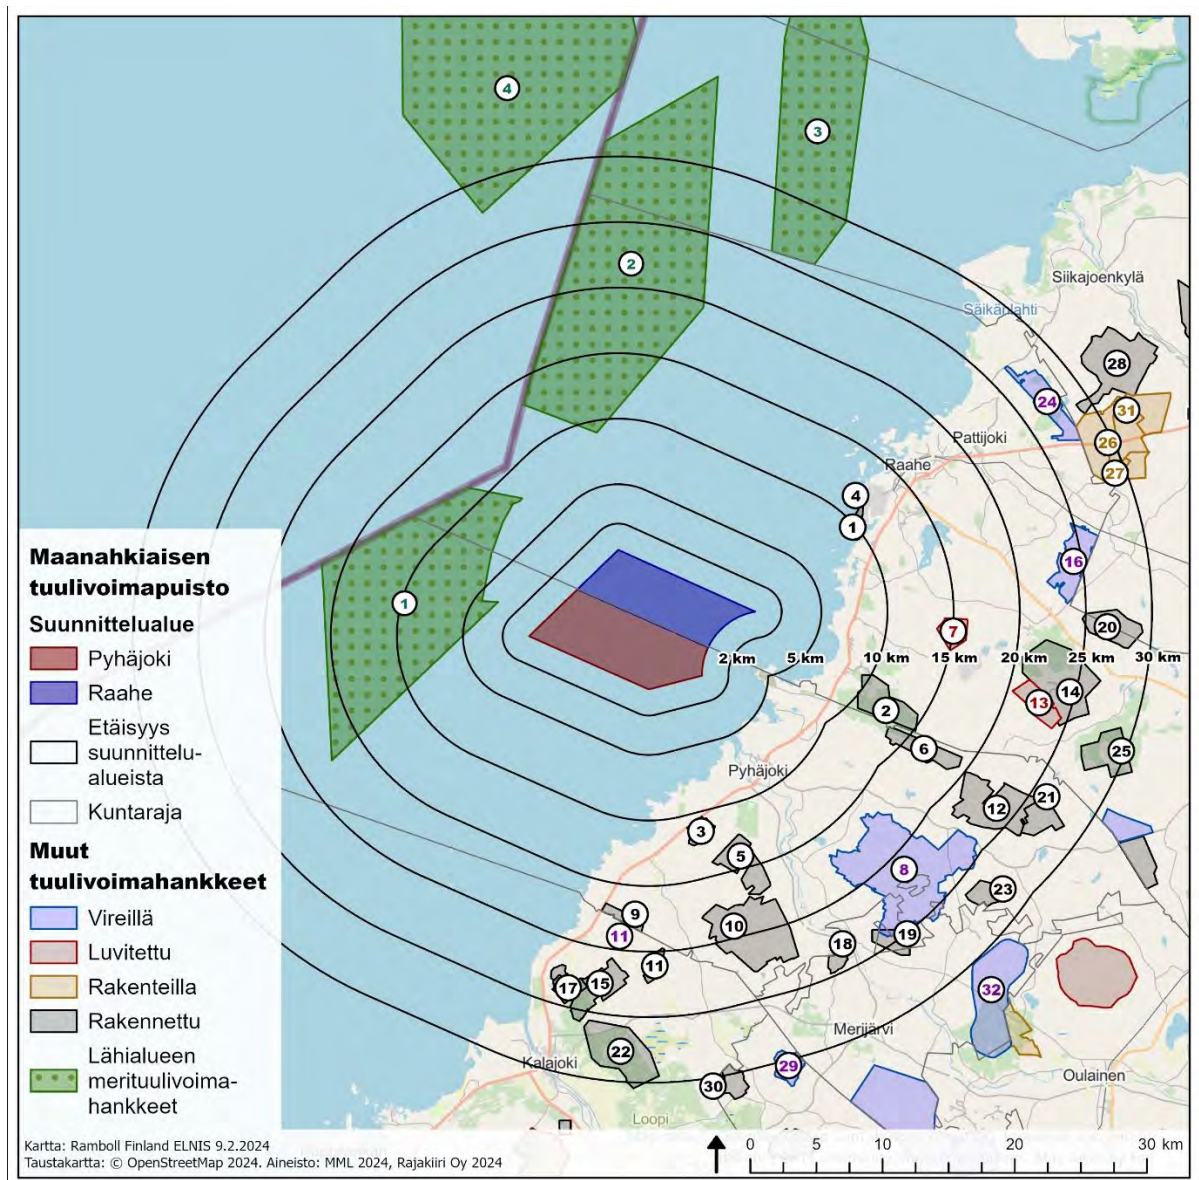 4
3
2
Siikajoenkylä
Säikänlahti
28
24
31
Pattijoki
26
Raahe
27
4
1
16
1
20
7
2 km
5 km
10 km
15 km
20 km
25 km
30 km
14
13
2
6
25
Pyhäjoki
21
12
3
5
8
23
9
10
11
19
18
11
17
15
32
Merijärvi
22
Kalajoki
29
Oulainen
30
Loopi
Maanahkiaisen
tuulivoimapuisto
Suunnittelualue
Pyhäjoki
Raahe
Etäisyys
suunnittelu-
alueista
Kuntaraja
Muut
tuulivoimahankkeet
Vireillä
Luvitettu
Rakenteilla
Rakennettu
Lähialueen
merituulivoima-
hankkeet
Kartta: Ramboll Finland ELNIS 9.2.2024
Taustakartta: © OpenStreetMap 2024. Aineisto: MML 2024, Rajakiiri Oy 2024
0 5 10 20 30 km